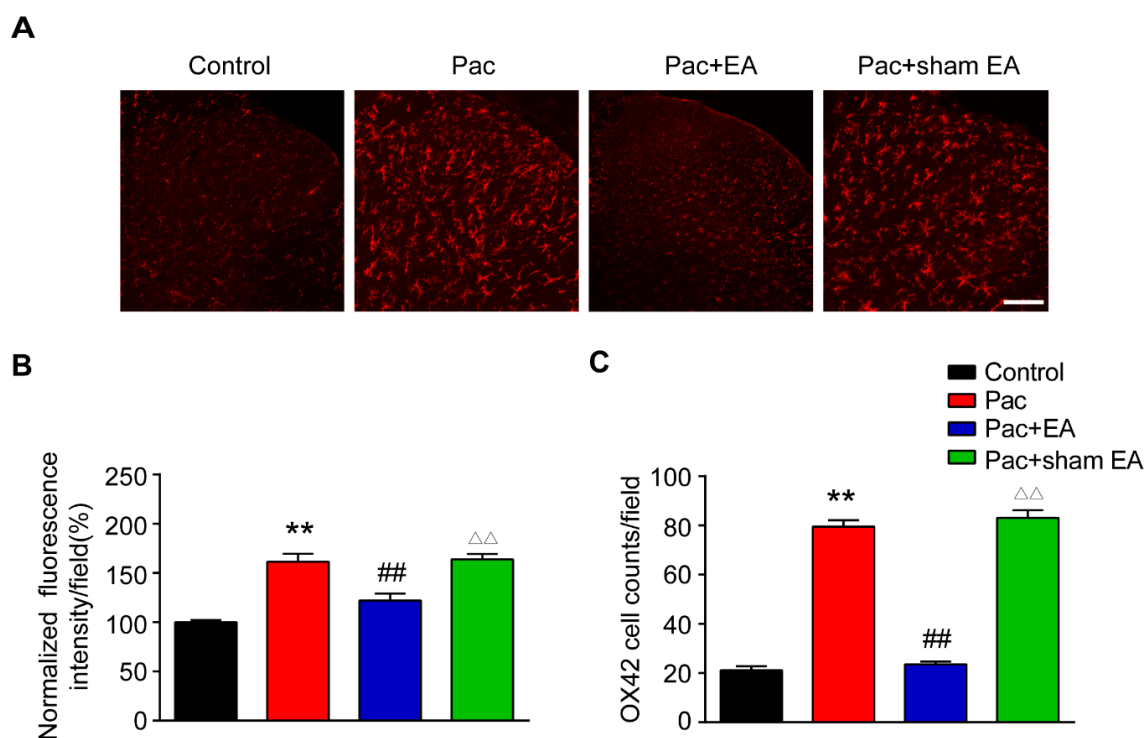 A
Control
Pac
Pac+EA
Pac+sham EA
B
Normalized fluorescence
intensity/field(%)
250
200
150
100
50
0
**
##
△△
C
Control
Pac
Pac+EA
Pac+sham EA
OX42 cell counts/field
100
80
60
40
20
0
**
##
△△